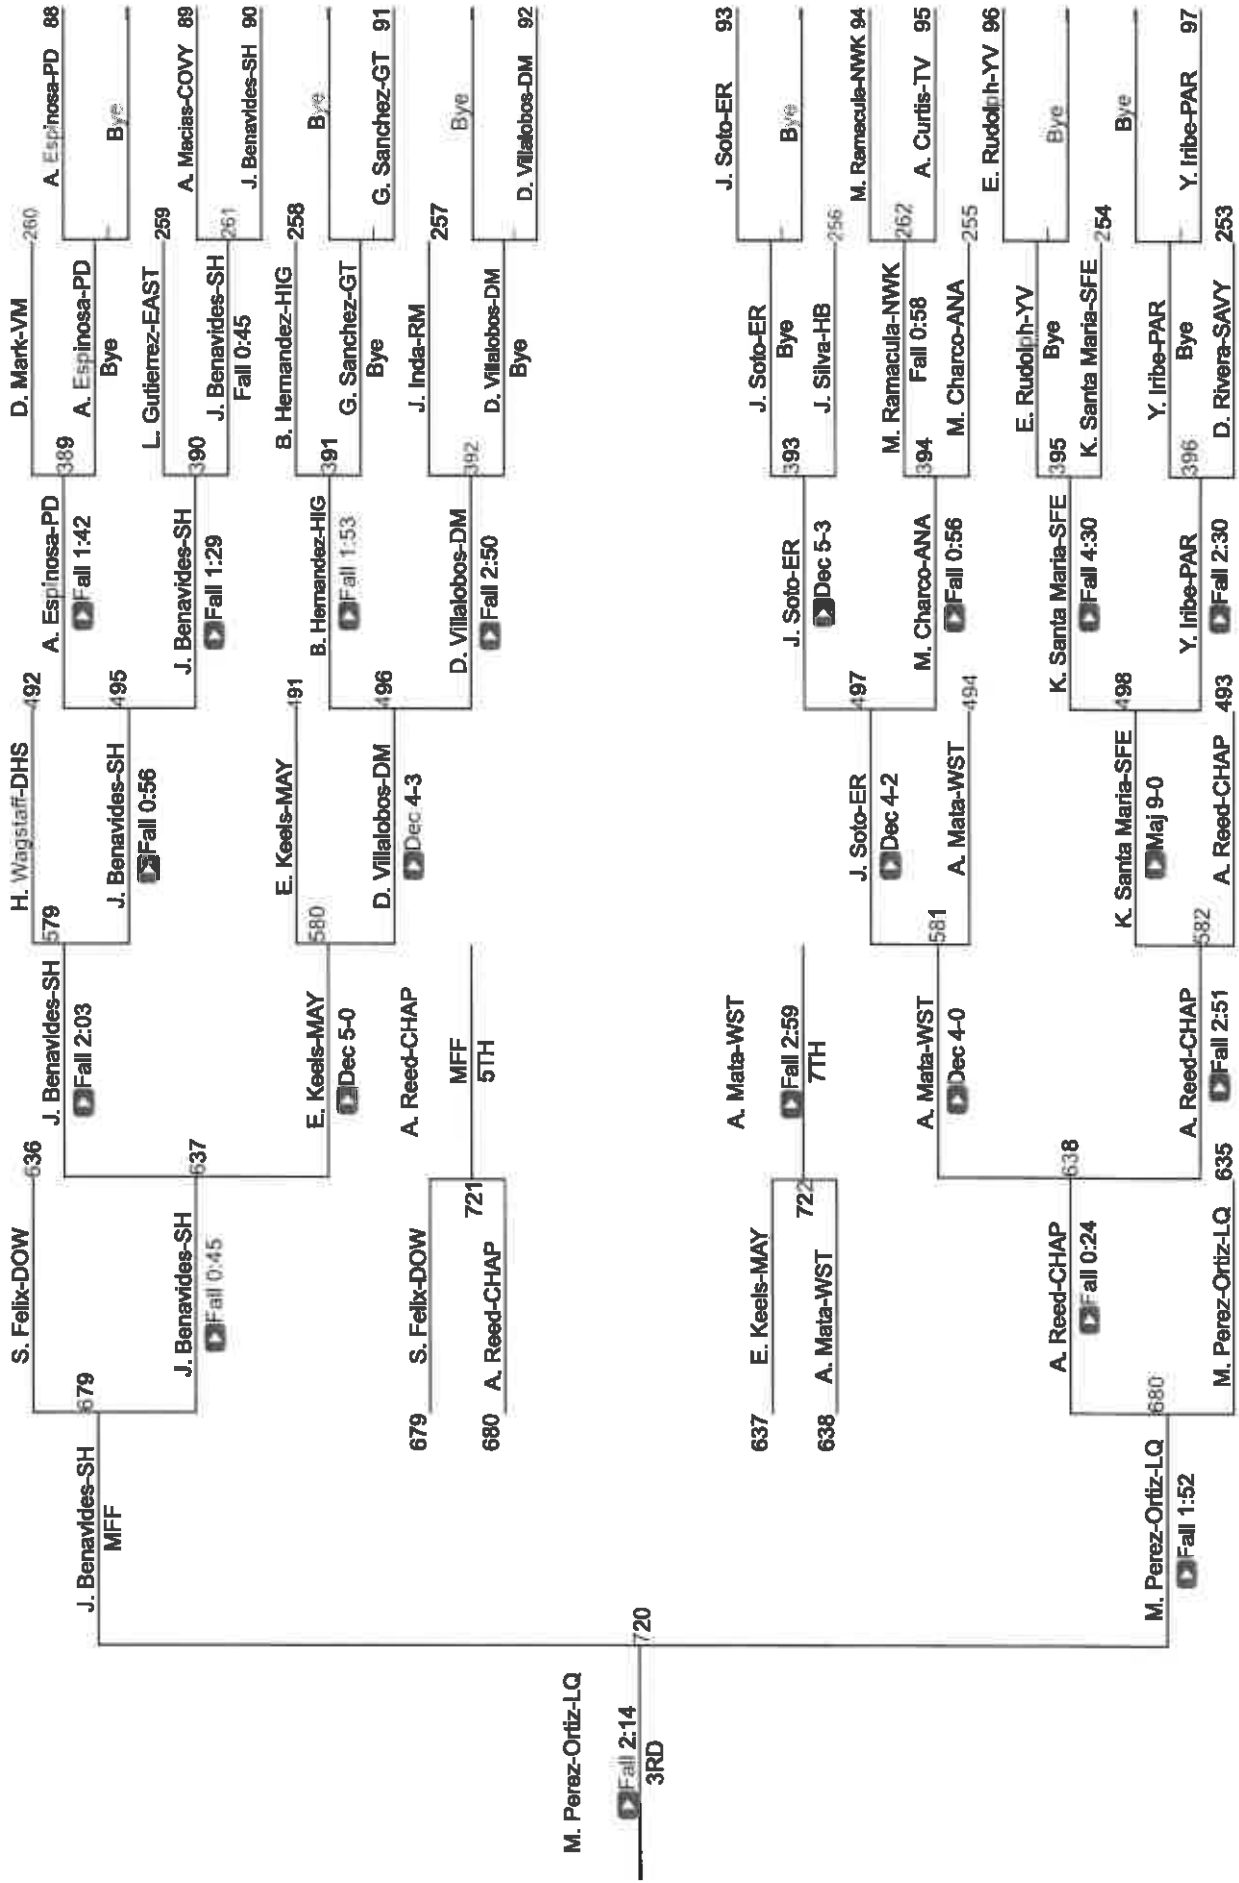 A. Espinosa-PD 88
Bye
A. Macias-COVY 89
J. Benavides-SH 90
Bye
G. Sanchez-GT 91
Bye
D. Villalobos-DM 92
J. Soto-ER 93
Bye
M. Ramacula-NWK 94
A. Curtis-TV 95
E. Rudolph-YV 96
Bye
Bye
Y. Iribe-PAR 97
D. Mark-VM 260
A. Espinosa-PD
Bye
L. Gutierrez-EAST 259
J. Benavides-SH 261
Fall 0:45
B. Hernandez-HIG 258
G. Sanchez-GT
Bye
J. Inda-RM 257
D. Villalobos-DM
Bye
J. Soto-ER
Bye
J. Silva-HB 256
M. Ramacula-NWK 262
Fall 0:58
M. Charco-ANA 255
E. Rudolph-YV
Bye
K. Santa Maria-SFE 254
Y. Iribe-PAR
Bye
D. Rivera-SAVY 253
A. Espinosa-PD 389
Fall 1:42
J. Benavides-SH 390
Fall 1:29
B. Hernandez-HIG 391
Fall 1:53
D. Villalobos-DM 392
Fall 2:50
J. Soto-ER 393
Dec 5-3
M. Charco-ANA 394
Fall 0:56
K. Santa Maria-SFE 395
Fall 4:30
Y. Iribe-PAR 396
Fall 2:30
H. Wagstaff-DHS 492
J. Benavides-SH 495
Fall 0:56
E. Keels-MAY 491
D. Villalobos-DM 496
Dec 4-3
J. Soto-ER 497
Dec 4-2
A. Mata-WST 494
K. Santa Maria-SFE 498
Maj 9-0
A. Reed-CHAP 493
J. Benavides-SH 579
Fall 2:03
E. Keels-MAY 580
Dec 5-0
A. Reed-CHAP
MFF
5TH
A. Mata-WST
Fall 2:59
7TH
A. Mata-WST 581
Dec 4-0
A. Reed-CHAP 582
Fall 2:51
S. Felix-DOW 636
J. Benavides-SH 637
Fall 0:45
679 S. Felix-DOW
721
680 A. Reed-CHAP
637 E. Keels-MAY
722
638 A. Mata-WST
A. Reed-CHAP 638
Fall 0:24
M. Perez-Ortiz-LQ 635
J. Benavides-SH 679
MFF
M. Perez-Ortiz-LQ 680
Fall 1:52
M. Perez-Ortiz-LQ 720
Fall 2:14
3RD